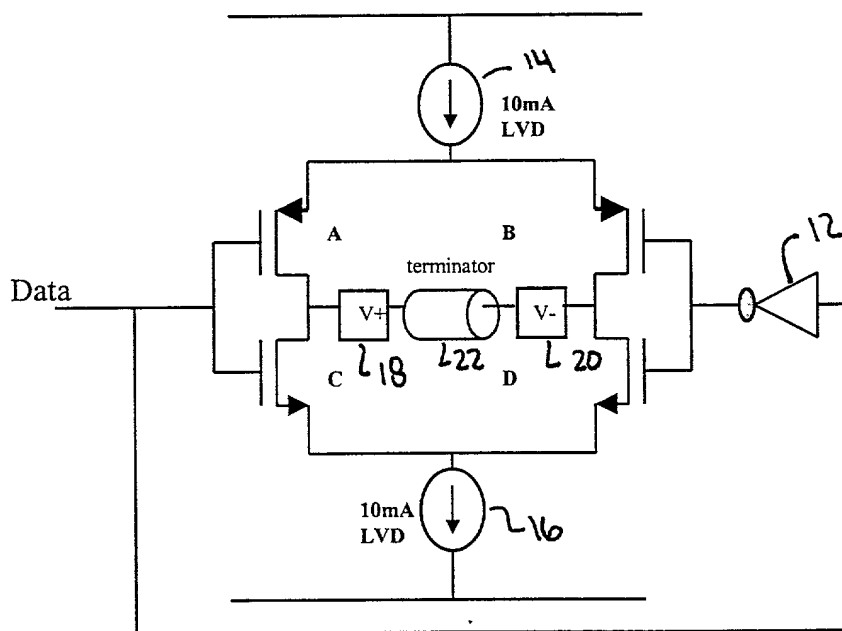 14
10mA
LVD
A
B
12
terminator
Data
V+
V-
18
22
20
C
D
10mA
LVD
16